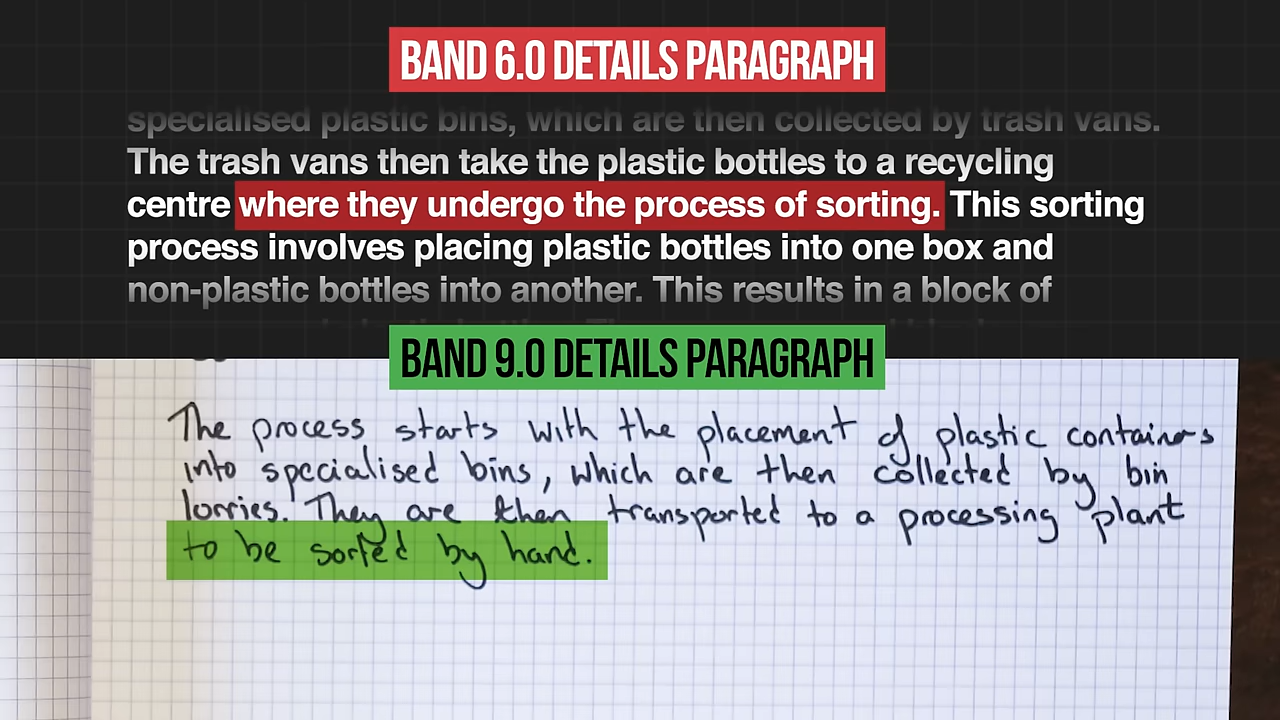 BAND 6.0 DETAILS PARAGRAPH
specialised plastic bins, which are then collected by trash vans.
The trash vans then take the plastic bottles to a recycling
centre where they undergo the process of sorting. This sorting
process involves placing plastic bottles into one box and
non-plastic bottles into another. This results in a block of
BAND 9.0 DETAILS PARAGRAPH
The process starts with the placement of plastic containers
into specialised bins, which are then collected by bin
lorries. They are then transported to a processing plant
to be sorted by hand.